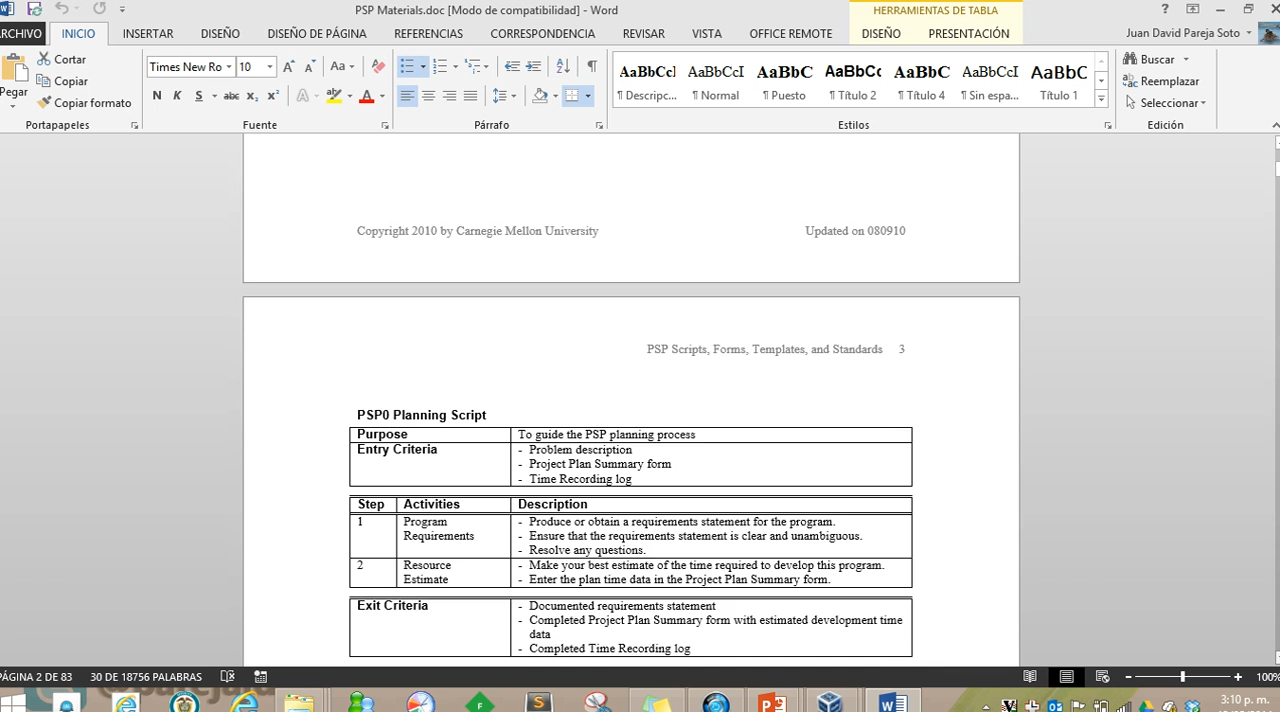 PSP Materials.doc [Modo de compatibilidad] - Word
HERRAMIENTAS DE TABLA
?
ARCHIVO INICIO INSERTAR DISEÑO DISEÑO DE PÁGINA REFERENCIAS CORRESPONDENCIA REVISAR VISTA OFFICE REMOTE DISEÑO PRESENTACIÓN Juan David Pareja Soto
Pegar
Cortar
Copiar
Copiar formato
Portapapeles
Times New Ro 10
N K S abc x₂ x²
Fuente
Párrafo
AaBbCcI AaBbCcI AaBbC AaBbCc AaBbC AaBbCcI AaBbC
¶ Descripc... ¶ Normal ¶ Puesto ¶ Título 2 ¶ Título 4 ¶ Sin espa... Título 1
Estilos
Buscar
Reemplazar
Seleccionar
Edición
Copyright 2010 by Carnegie Mellon University Updated on 080910
PSP Scripts, Forms, Templates, and Standards 3
PSP0 Planning Script
Purpose To guide the PSP planning process
Entry Criteria - Problem description
- Project Plan Summary form
- Time Recording log
Step Activities Description
1 Program Requirements - Produce or obtain a requirements statement for the program.
- Ensure that the requirements statement is clear and unambiguous.
- Resolve any questions.
2 Resource Estimate - Make your best estimate of the time required to develop this program.
- Enter the plan time data in the Project Plan Summary form.
Exit Criteria - Documented requirements statement
- Completed Project Plan Summary form with estimated development time
data
- Completed Time Recording log
PÁGINA 2 DE 83 30 DE 18756 PALABRAS 100%
3:10 p. m.